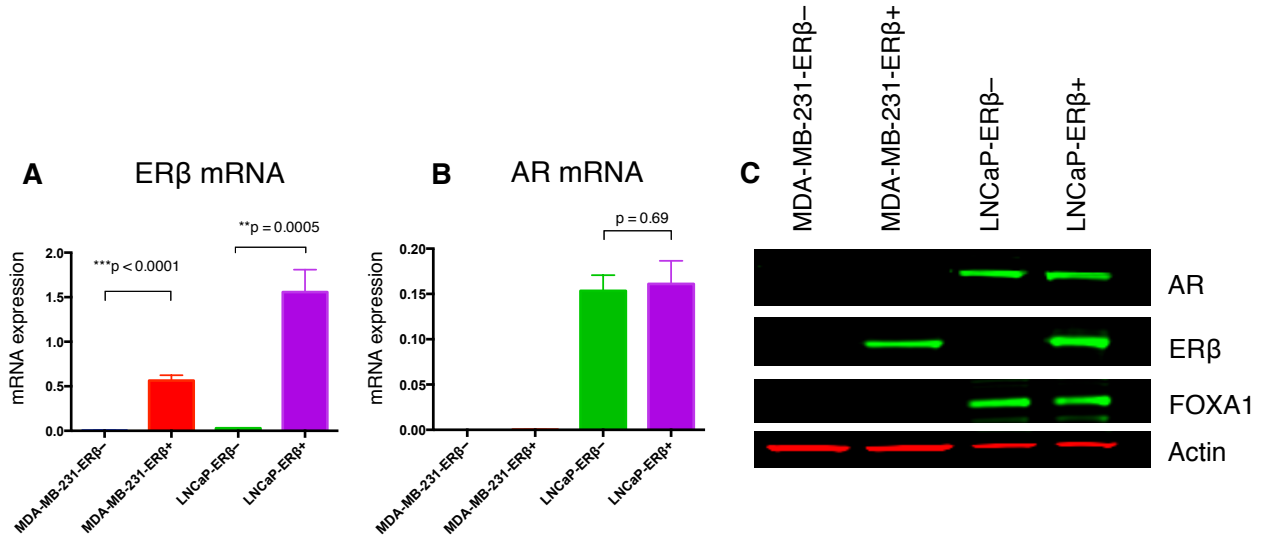 A
ERβ mRNA
***p < 0.0001
**p = 0.0005
mRNA expression
2.0
1.5
1.0
0.5
0.0
MDA-MB-231-ERβ–
MDA-MB-231-ERβ+
LNCaP-ERβ–
LNCaP-ERβ+
B
AR mRNA
p = 0.69
mRNA expression
0.20
0.15
0.10
0.05
0.00
MDA-MB-231-ERβ–
MDA-MB-231-ERβ+
LNCaP-ERβ–
LNCaP-ERβ+
C
MDA-MB-231-ERβ–
MDA-MB-231-ERβ+
LNCaP-ERβ–
LNCaP-ERβ+
AR
ERβ
FOXA1
Actin